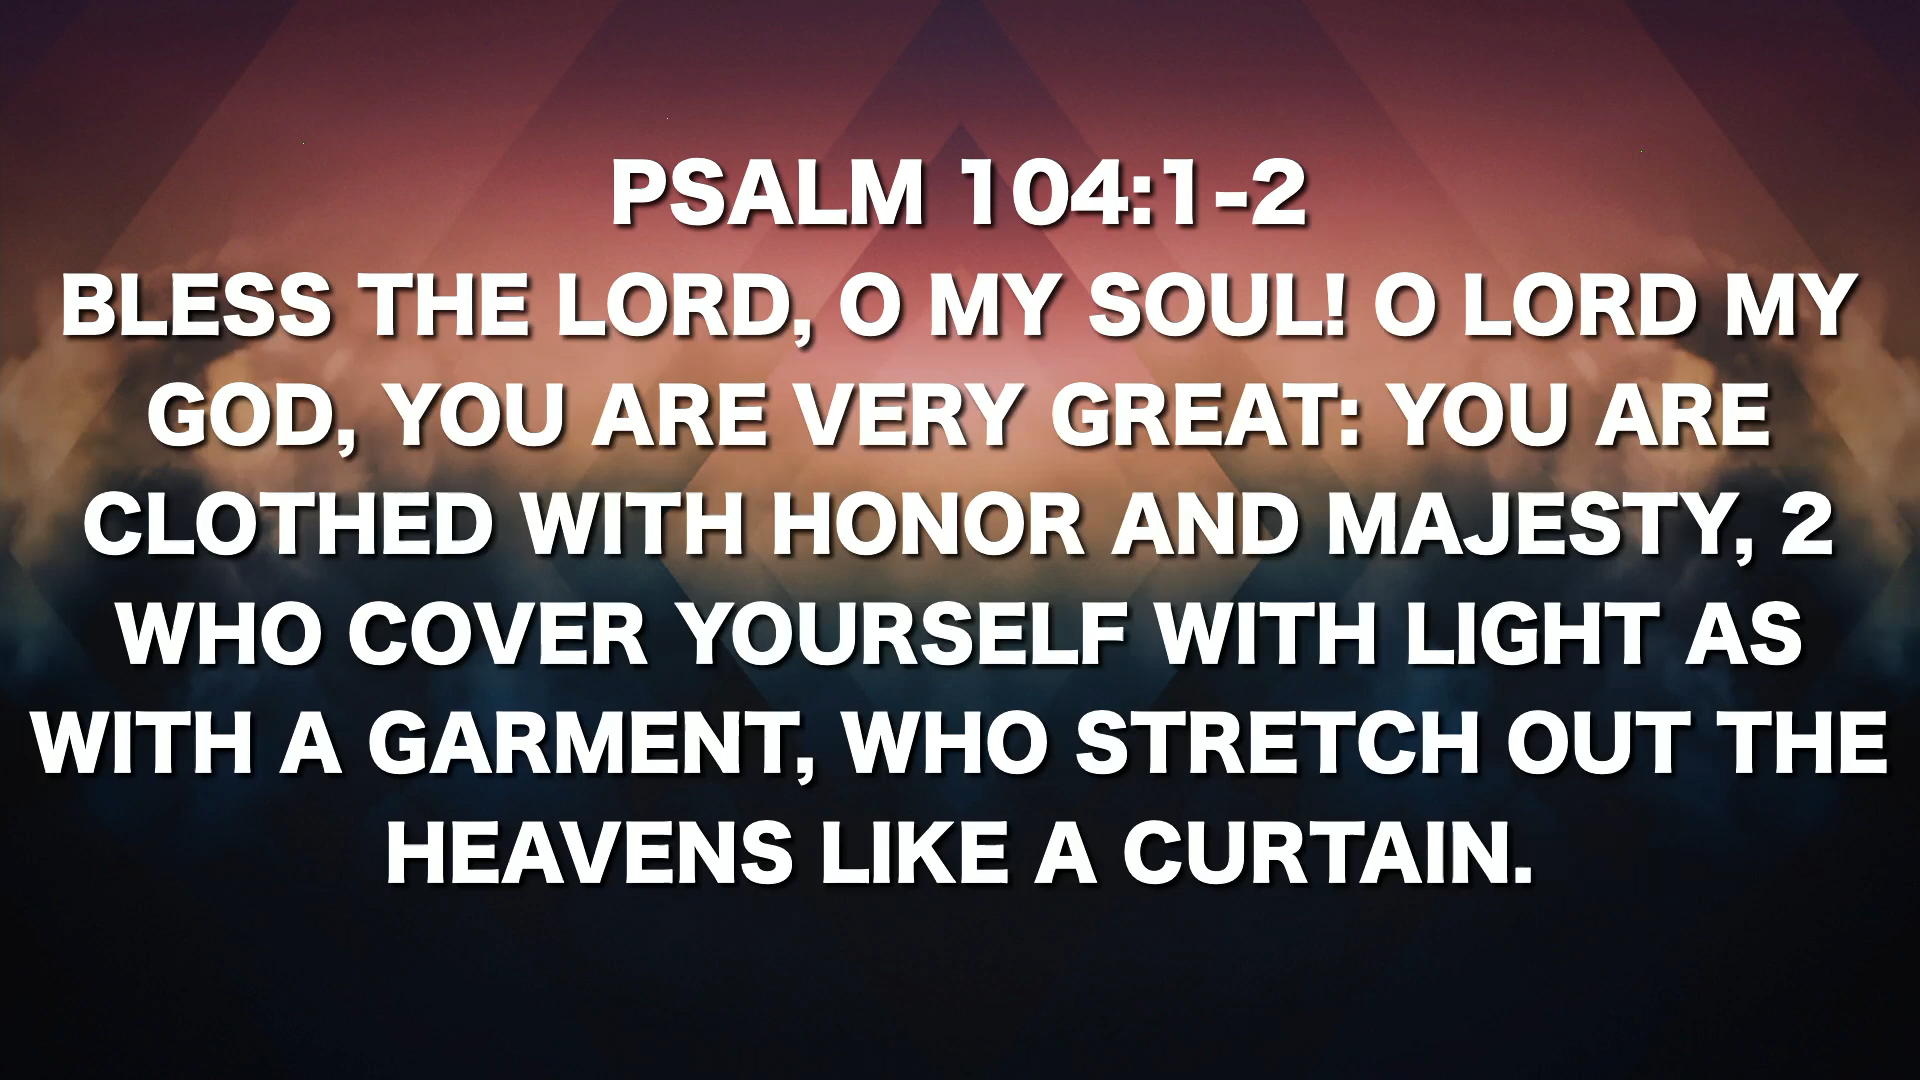 PSALM 104:1-2
BLESS THE LORD, O MY SOUL! O LORD MY
GOD, YOU ARE VERY GREAT: YOU ARE
CLOTHED WITH HONOR AND MAJESTY, 2
WHO COVER YOURSELF WITH LIGHT AS
WITH A GARMENT, WHO STRETCH OUT THE
HEAVENS LIKE A CURTAIN.